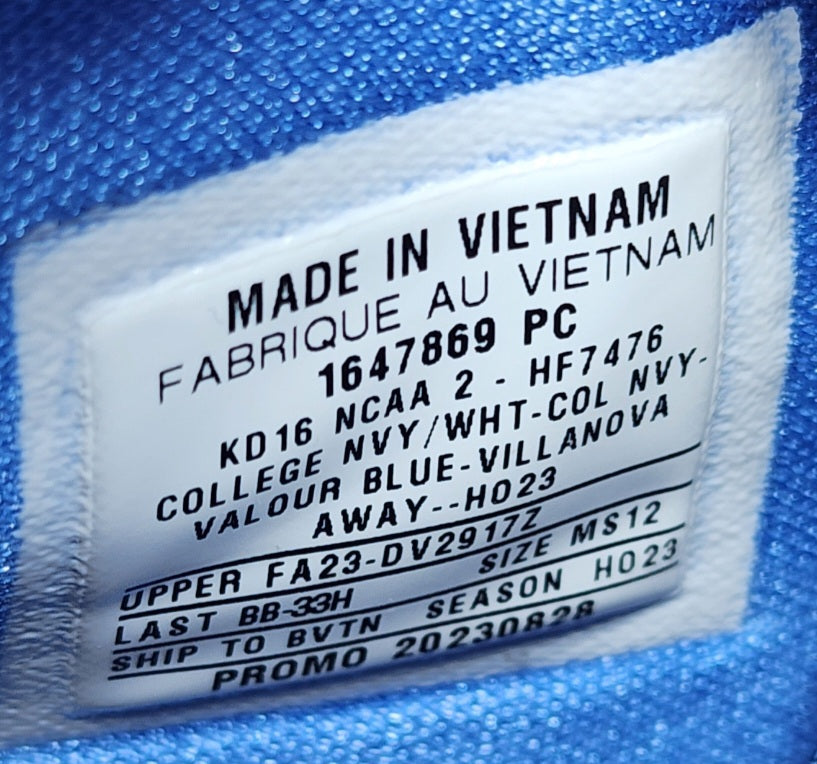 MADE IN VIETNAM
FABRIQUE AU VIETNAM
1647869 PC
KD16 NCAA 2 - HF7476
COLLEGE NVY/WHT-COL NVY-
VALOUR BLUE-VILLANOVA
AWAY--HO23
UPPER FA23-DV2917Z
LAST BB-33H SIZE MS12
SHIP TO BVTN SEASON HO23
PROMO 20230828